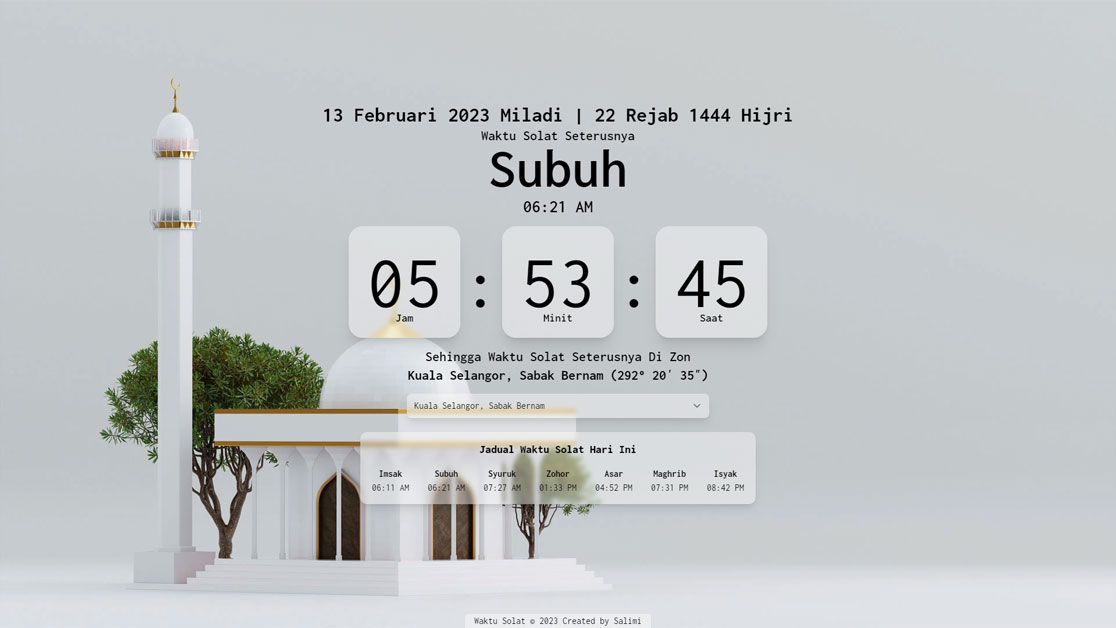 13 Februari 2023 Miladi | 22 Rejab 1444 Hijri
Waktu Solat Seterusnya
Subuh
06:21 AM
05 : 53 : 45
Jam Minit Saat
Sehingga Waktu Solat Seterusnya Di Zon
Kuala Selangor, Sabak Bernam (292° 20′ 35″)
Kuala Selangor, Sabak Bernam
Jadual Waktu Solat Hari Ini
Imsak Subuh Syuruk Zohor Asar Maghrib Isyak
06:11 AM 06:21 AM 07:27 AM 01:33 PM 04:52 PM 07:31 PM 08:42 PM
Waktu Solat © 2023 Created by Salimi